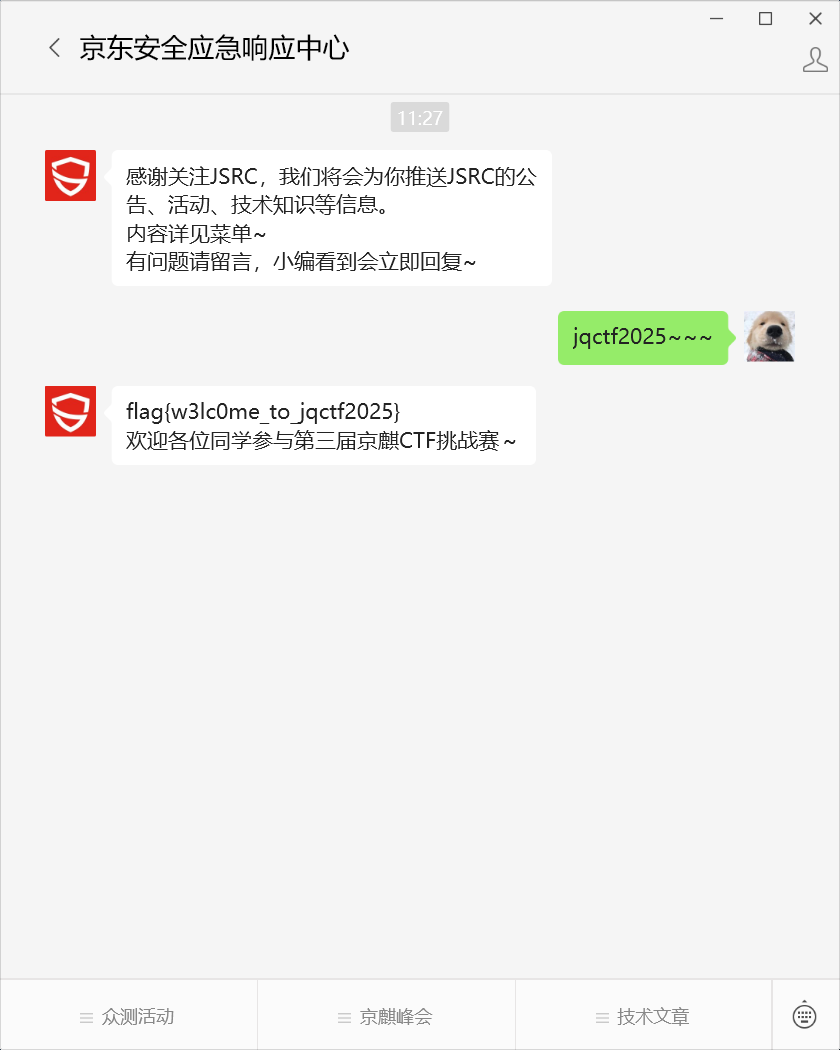 京东安全应急响应中心
11:27
感谢关注JSRC，我们将会为你推送JSRC的公
告、活动、技术知识等信息。
内容详见菜单~
有问题请留言，小编看到会立即回复~
jqctf2025~~~
flag{w3lc0me_to_jqctf2025}
欢迎各位同学参与第三届京麒CTF挑战赛~
众测活动
京麒峰会
技术文章